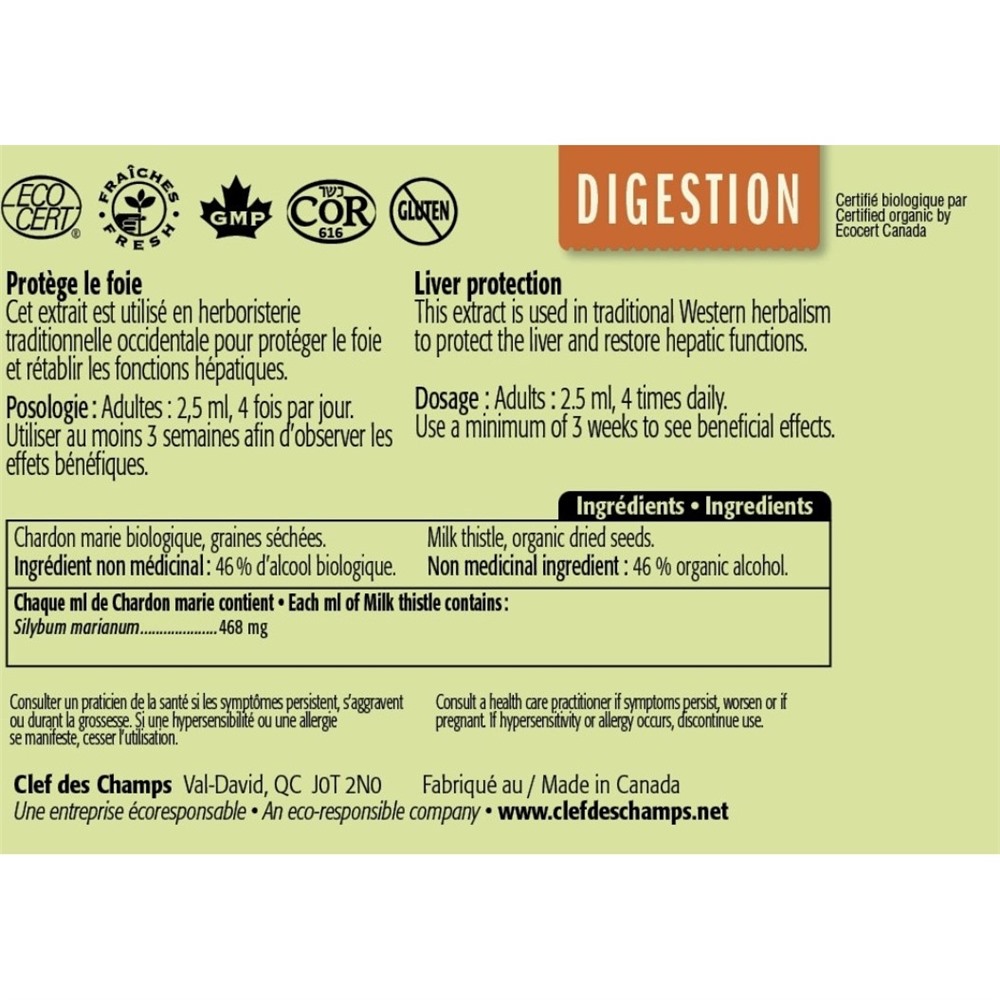 ECO
CERT
®
FRAÎCHES
FRESH
GMP
כשר
COR
616
GLUTEN
DIGESTION
Certifié biologique par
Certified organic by
Ecocert Canada
Protège le foie
Cet extrait est utilisé en herboristerie
traditionnelle occidentale pour protéger le foie
et rétablir les fonctions hépatiques.
Posologie : Adultes : 2,5 ml, 4 fois par jour.
Utiliser au moins 3 semaines afin d'observer les
effets bénéfiques.
Liver protection
This extract is used in traditional Western herbalism
to protect the liver and restore hepatic functions.
Dosage : Adults : 2.5 ml, 4 times daily.
Use a minimum of 3 weeks to see beneficial effects.
Ingrédients • Ingredients
Chardon marie biologique, graines séchées.
Ingrédient non médicinal : 46 % d'alcool biologique.
Milk thistle, organic dried seeds.
Non medicinal ingredient : 46 % organic alcohol.
Chaque ml de Chardon marie contient • Each ml of Milk thistle contains :
Silybum marianum....................468 mg
Consulter un praticien de la santé si les symptômes persistent, s'aggravent
ou durant la grossesse. Si une hypersensibilité ou une allergie
se manifeste, cesser l'utilisation.
Consult a health care practitioner if symptoms persist, worsen or if
pregnant. If hypersensitivity or allergy occurs, discontinue use.
Clef des Champs Val-David, QC J0T 2N0 Fabriqué au / Made in Canada
Une entreprise écoresponsable • An eco-responsible company • www.clefdeschamps.net